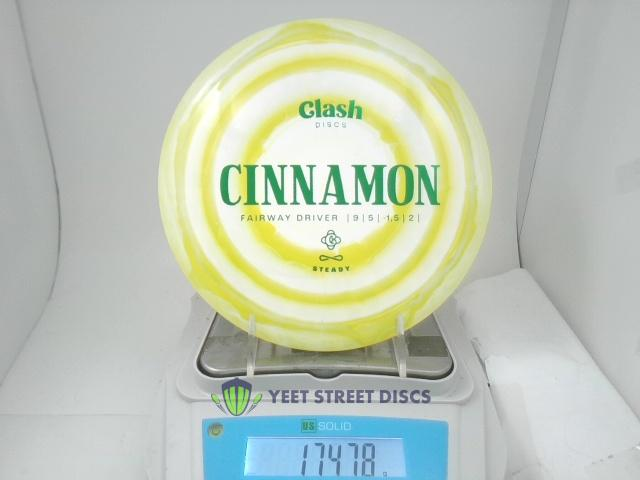 Clash
DISCS
CINNAMON
FAIRWAY DRIVER | 9 | 5 | -1.5 | 2 |
STEADY
YEET STREET DISCS
US SOLID
174.78 g